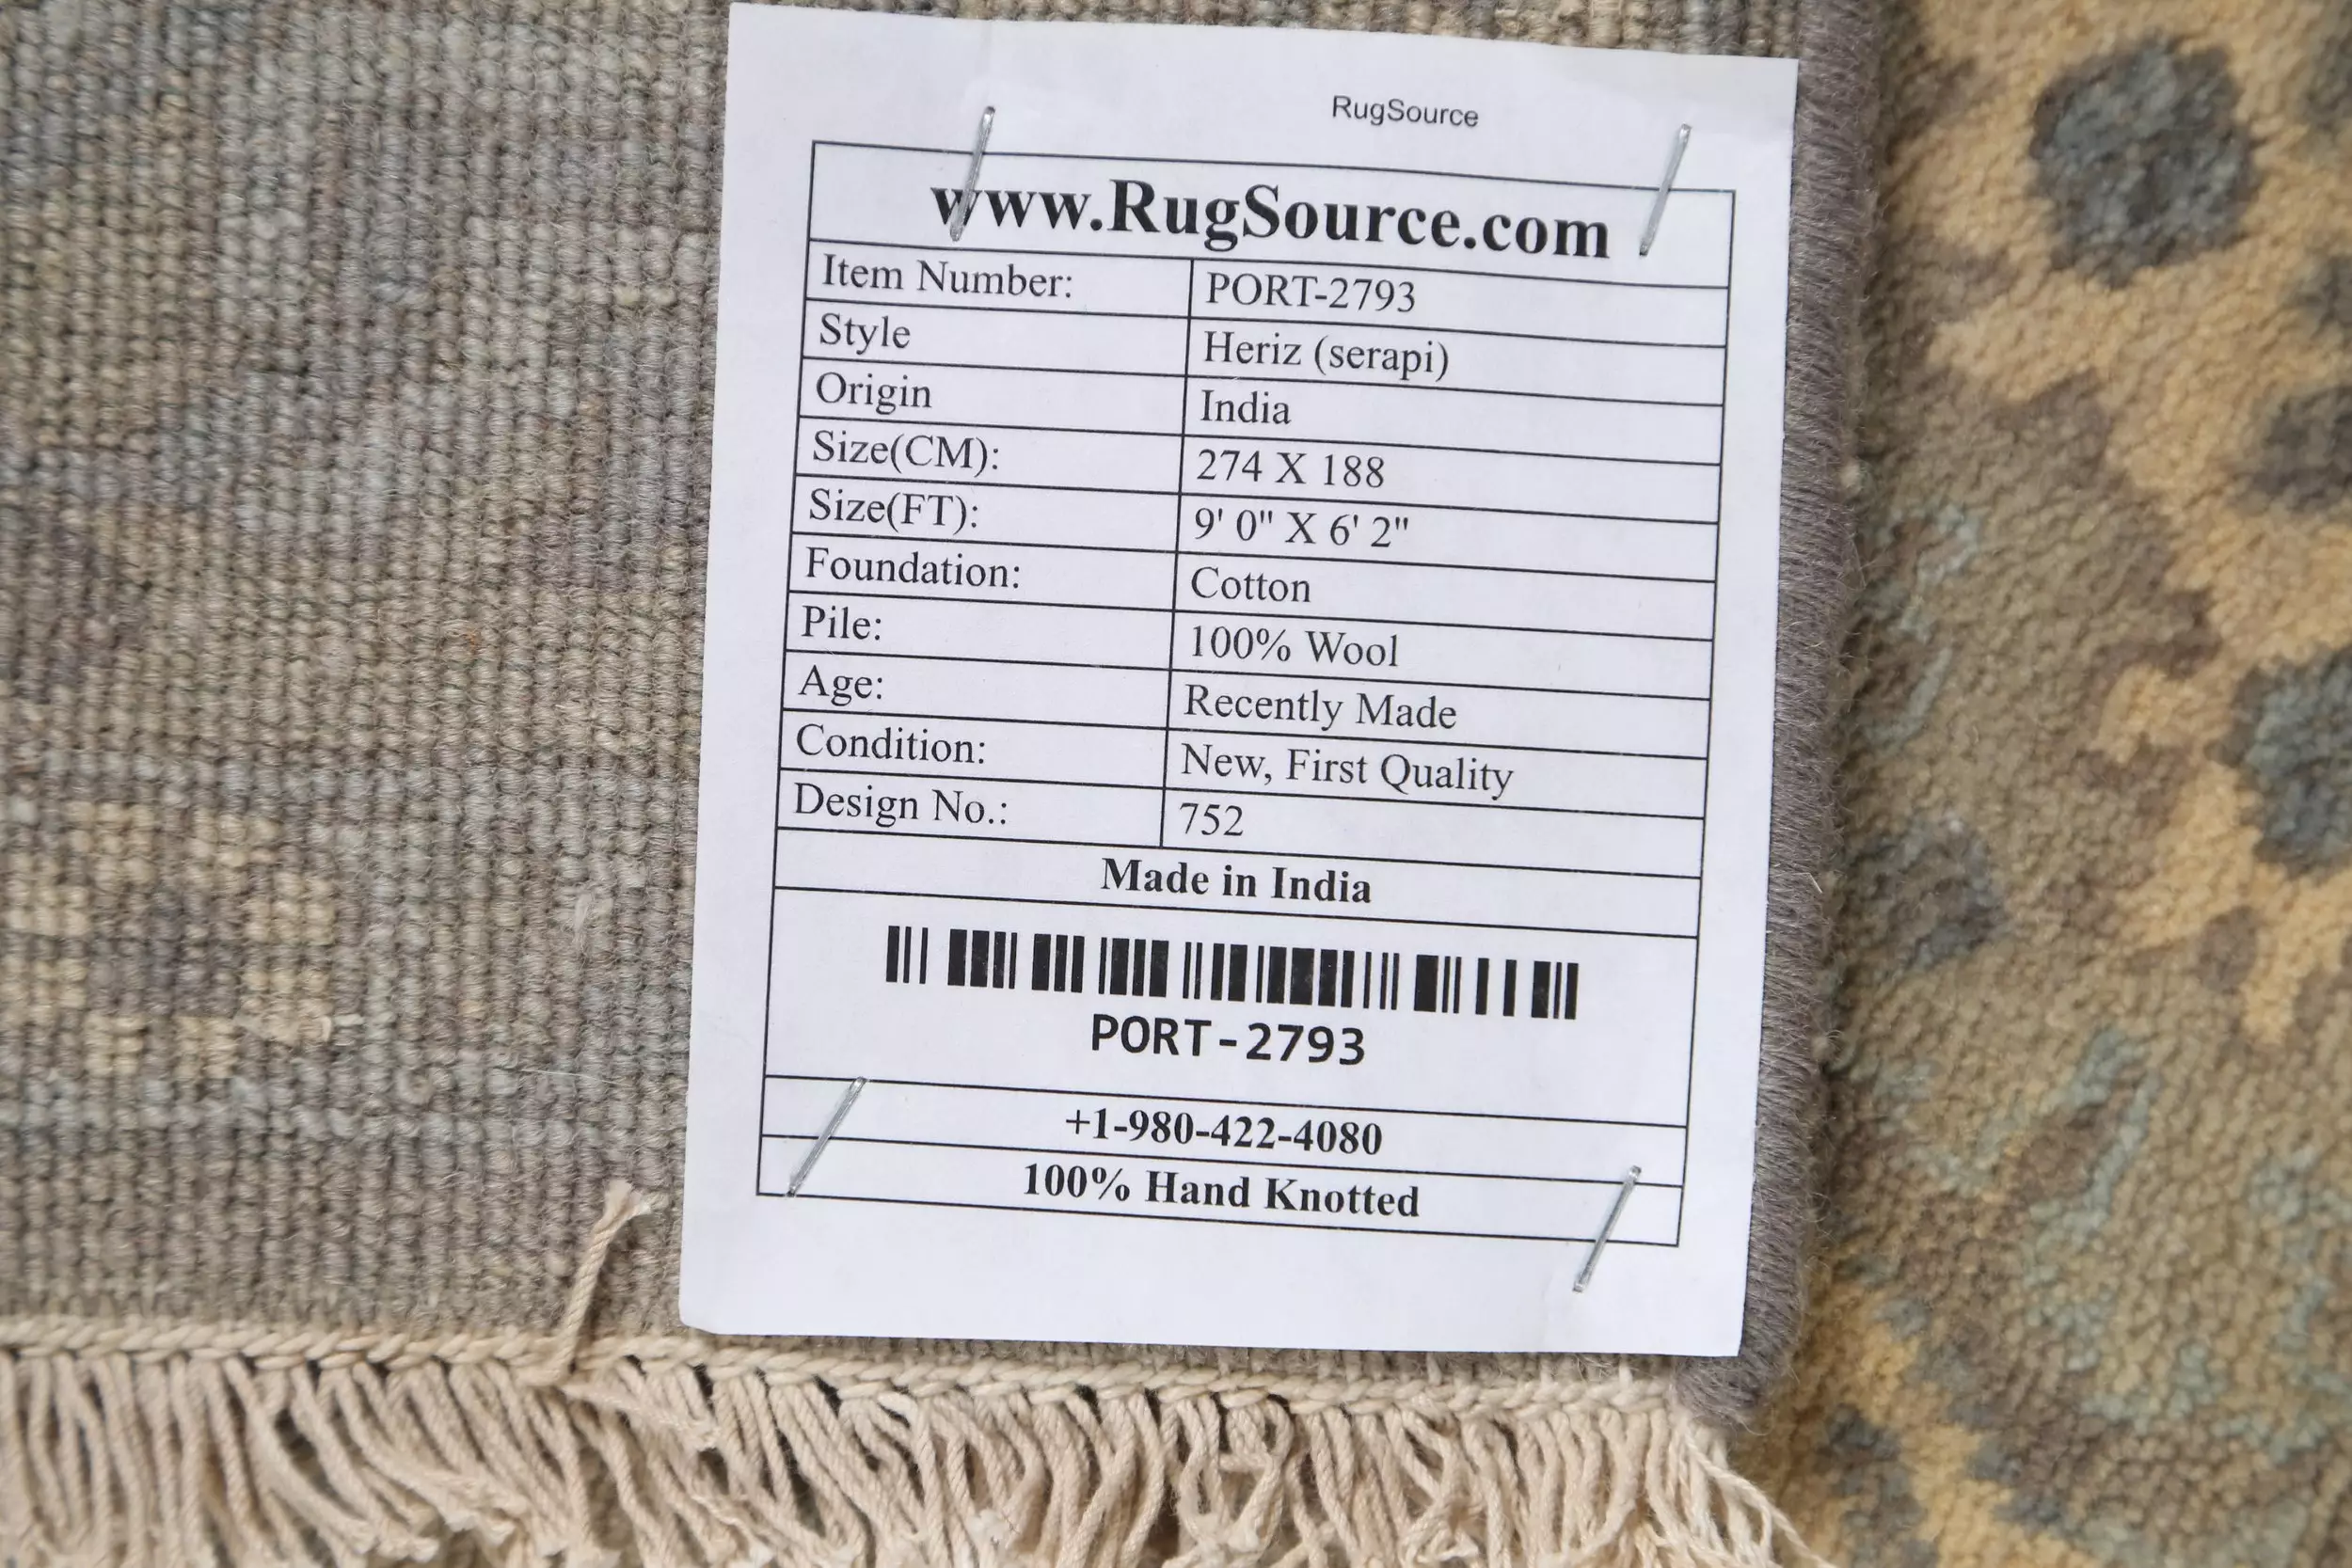 RugSource
www.RugSource.com
Item Number: PORT-2793
Style Heriz (serapi)
Origin India
Size(CM): 274 X 188
Size(FT): 9' 0" X 6' 2"
Foundation: Cotton
Pile: 100% Wool
Age: Recently Made
Condition: New, First Quality
Design No.: 752
Made in India
PORT-2793
+1-980-422-4080
100% Hand Knotted